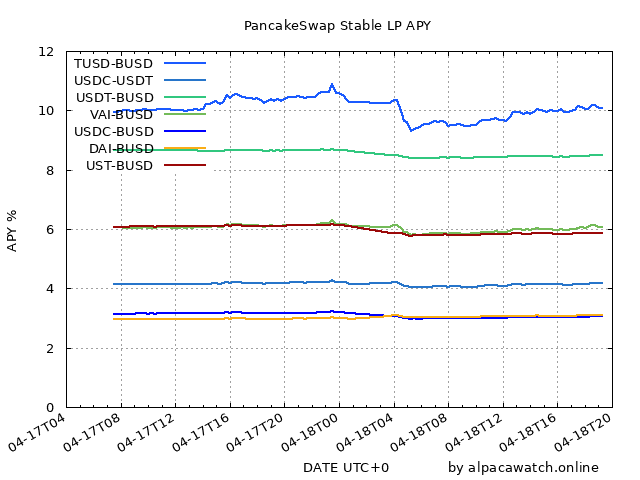 PancakeSwap Stable LP APY
12
10
8
6
4
2
0
APY %
TUSD-BUSD
USDC-USDT
USDT-BUSD
VAI-BUSD
USDC-BUSD
DAI-BUSD
UST-BUSD
04-17T04
04-17T08
04-17T12
04-17T16
04-17T20
04-18T00
04-18T04
04-18T08
04-18T12
04-18T16
04-18T20
DATE UTC+0
by alpacawatch.online